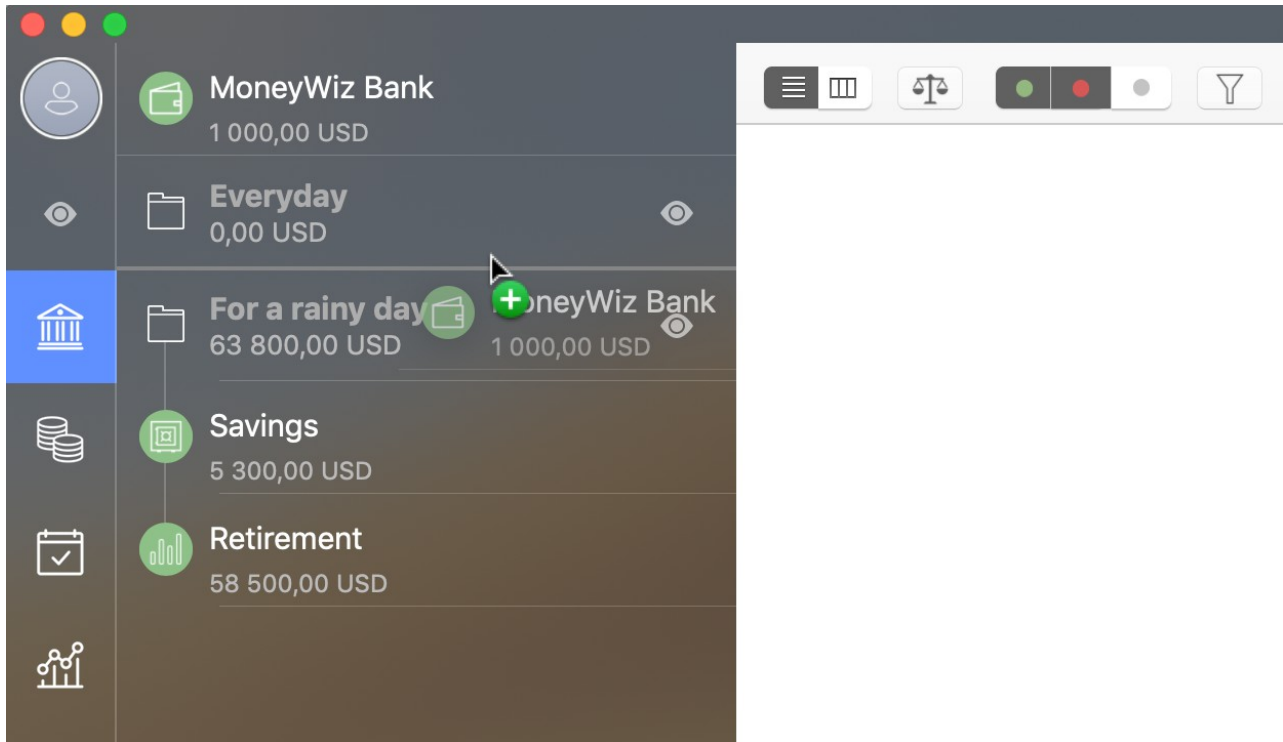 MoneyWiz Bank
1 000,00 USD
Everyday
0,00 USD
For a rainy day
63 800,00 USD
oneyWiz Bank
1 000,00 USD
Savings
5 300,00 USD
Retirement
58 500,00 USD